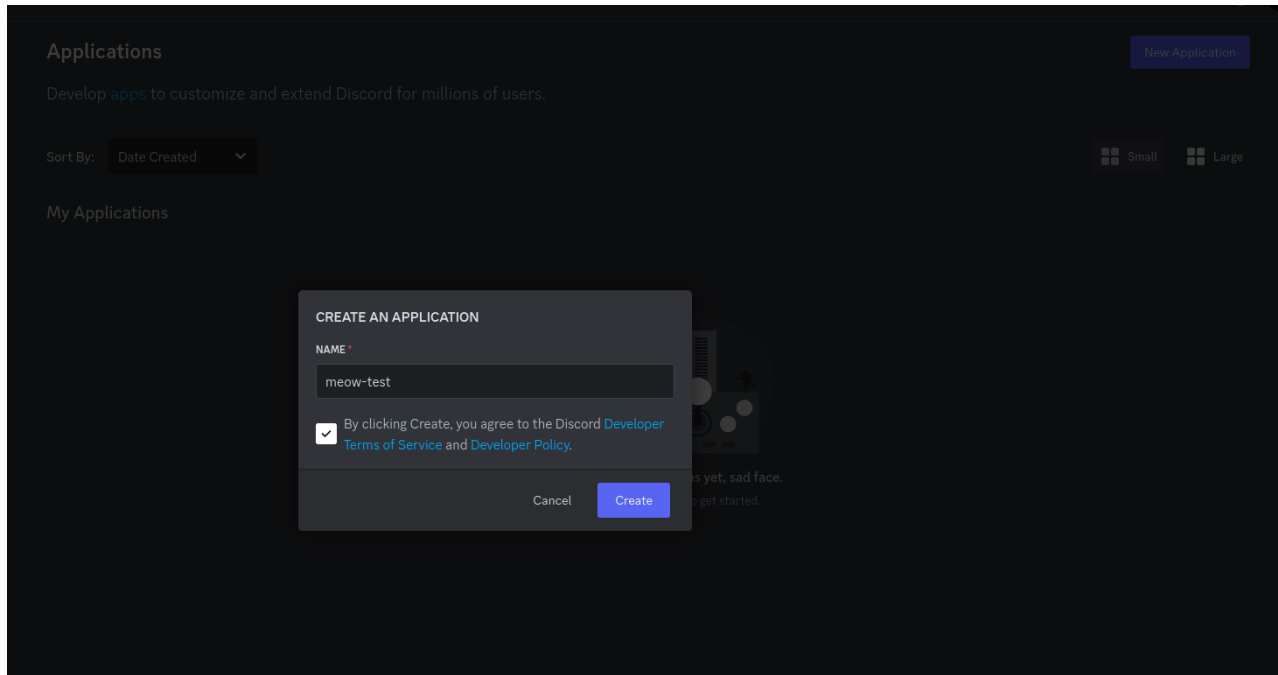 Applications
New Application
Develop apps to customize and extend Discord for millions of users.
Sort By:
Date Created
Small
Large
My Applications
CREATE AN APPLICATION
NAME *
meow-test
By clicking Create, you agree to the Discord Developer
Terms of Service and Developer Policy.
Cancel
Create
yet, sad face.
get started.